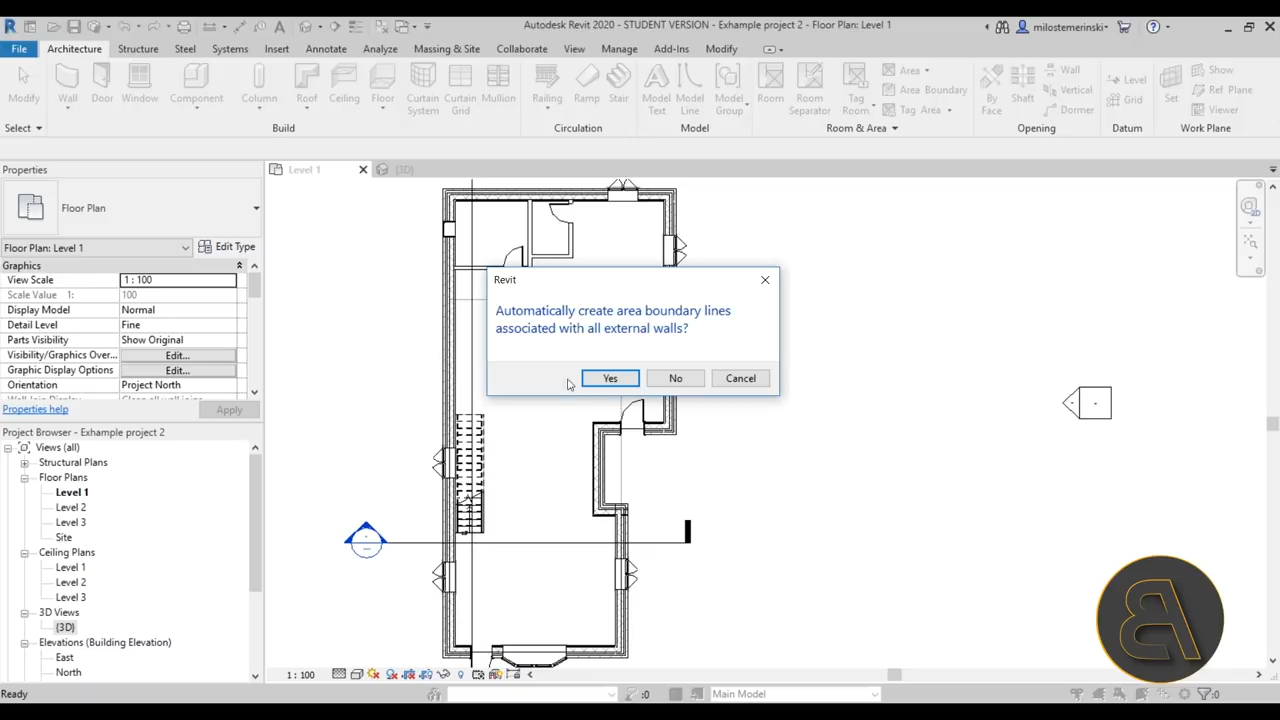 Autodesk Revit 2020 - STUDENT VERSION - Exhample project 2 - Floor Plan: Level 1
milostemerinski
File Architecture Structure Steel Systems Insert Annotate Analyze Massing & Site Collaborate View Manage Add-Ins Modify
Modify Wall Door Window Component Column Roof Ceiling Floor Curtain System Curtain Grid Mullion Railing Ramp Stair Model Text Model Line Model Group Room Room Separator Tag Room
Area
Area Boundary
Tag Area
By Face Shaft
Wall
Vertical
Dormer
Level
Grid
Set
Show
Ref Plane
Viewer
Select Build Circulation Model Room & Area Opening Datum Work Plane
Properties
Level 1
{3D}
Floor Plan
Floor Plan: Level 1 Edit Type
Graphics
View Scale 1 : 100
Scale Value 1: 100
Display Model Normal
Detail Level Fine
Parts Visibility Show Original
Visibility/Graphics Over... Edit...
Graphic Display Options Edit...
Orientation Project North
Properties help Apply
Project Browser - Exhample project 2
Views (all)
Structural Plans
Floor Plans
Level 1
Level 2
Level 3
Site
Ceiling Plans
Level 1
Level 2
Level 3
3D Views
{3D}
Elevations (Building Elevation)
East
North
Revit
Automatically create area boundary lines
associated with all external walls?
Yes No Cancel
1 : 100
Ready
:0
Main Model
:0